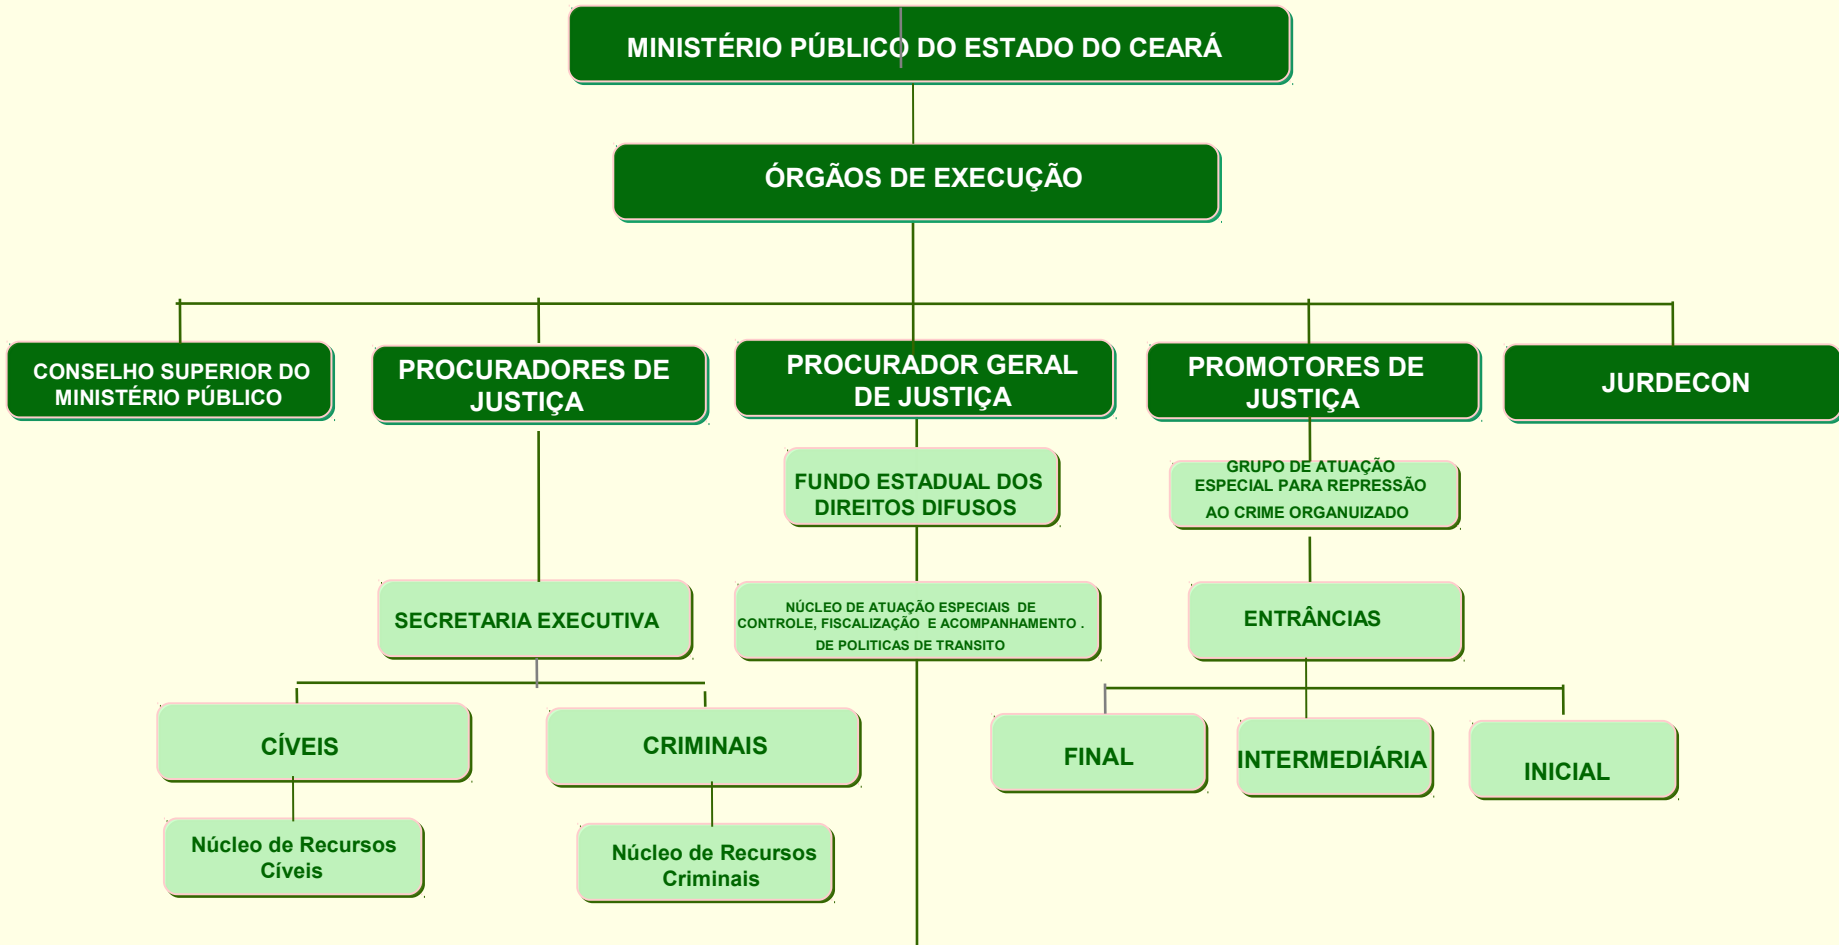 MINISTÉRIO PÚBLICO DO ESTADO DO CEARÁ
ÓRGÃOS DE EXECUÇÃO
CONSELHO SUPERIOR DO
MINISTÉRIO PÚBLICO
PROCURADORES DE
JUSTIÇA
PROCURADOR GERAL
DE JUSTIÇA
PROMOTORES DE
JUSTIÇA
JURDECON
FUNDO ESTADUAL DOS
DIREITOS DIFUSOS
GRUPO DE ATUAÇÃO
ESPECIAL PARA REPRESSÃO
AO CRIME ORGANUIZADO
SECRETARIA EXECUTIVA
NÚCLEO DE ATUAÇÃO ESPECIAIS DE
CONTROLE, FISCALIZAÇÃO E ACOMPANHAMENTO .
DE POLITICAS DE TRANSITO
ENTRÂNCIAS
CÍVEIS
CRIMINAIS
FINAL
INTERMEDIÁRIA
INICIAL
Núcleo de Recursos
Cíveis
Núcleo de Recursos
Criminais